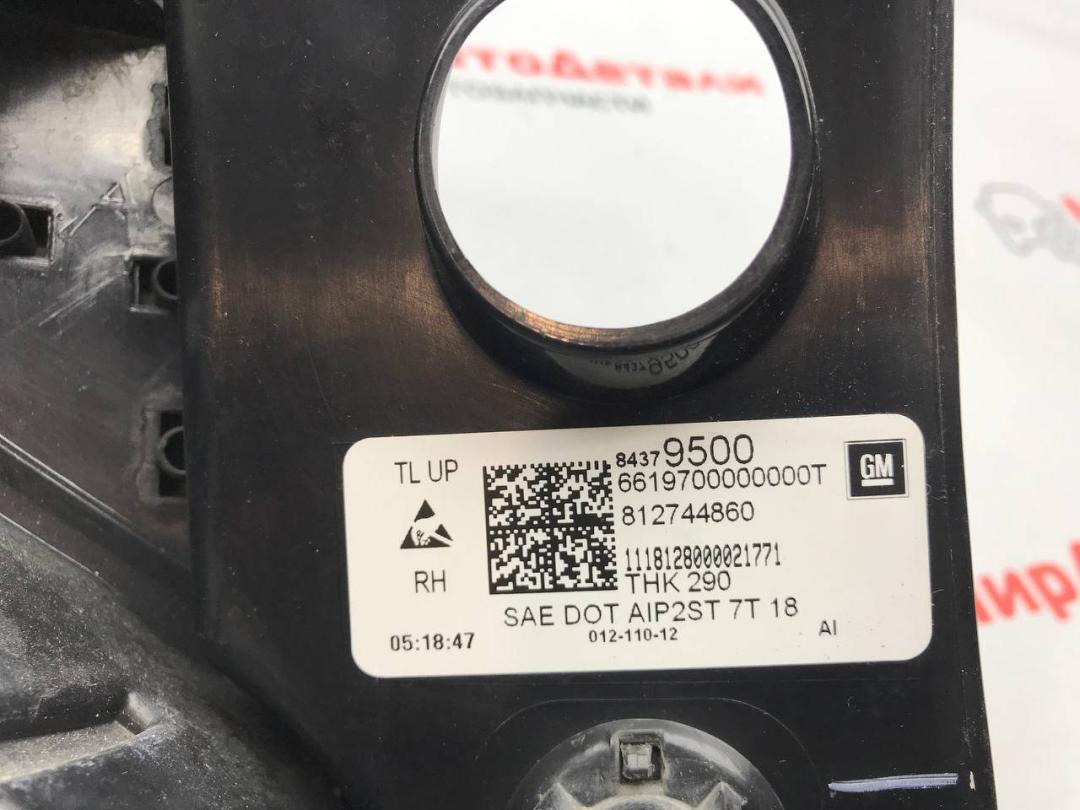 TL UP
RH
05:18:47
84379500
6619700000000T
812744860
1118128000021771
THK 290
SAE DOT AIP2ST 7T 18
012-110-12
AI
GM